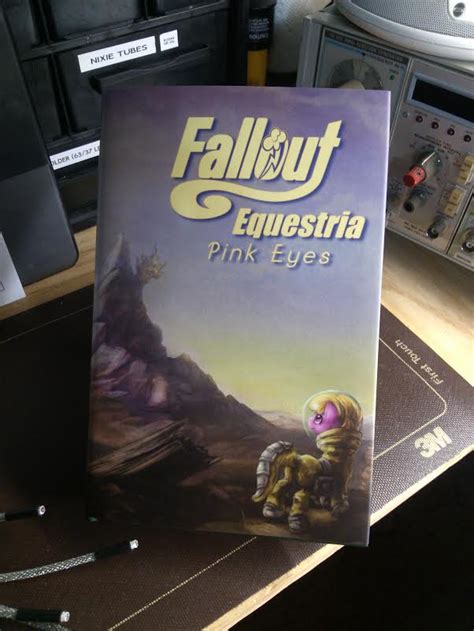 NIXIE TUBES
Fallout
Equestria
Pink Eyes
First Touch
3M